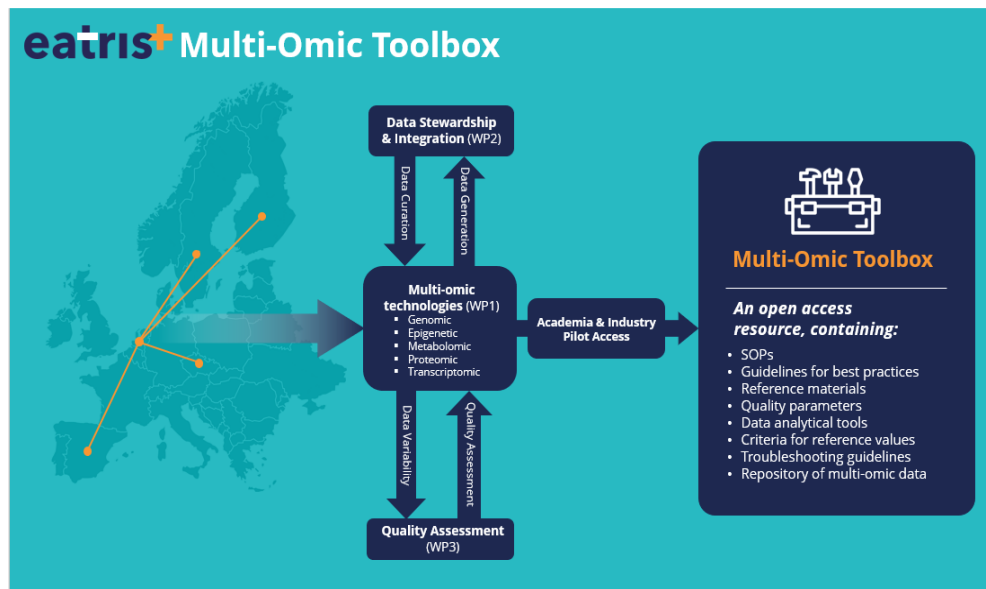 eatris+ Multi-Omic Toolbox
Data Stewardship
& Integration (WP2)
Data Curation
Data Generation
Multi-omic
technologies (WP1)
▪ Genomic
▪ Epigenetic
▪ Metabolomic
▪ Proteomic
▪ Transcriptomic
Academia & Industry
Pilot Access
Data Variability
Quality Assessment
Quality Assessment
(WP3)
Multi-Omic Toolbox
An open access
resource, containing:
• SOPs
• Guidelines for best practices
• Reference materials
• Quality parameters
• Data analytical tools
• Criteria for reference values
• Troubleshooting guidelines
• Repository of multi-omic data